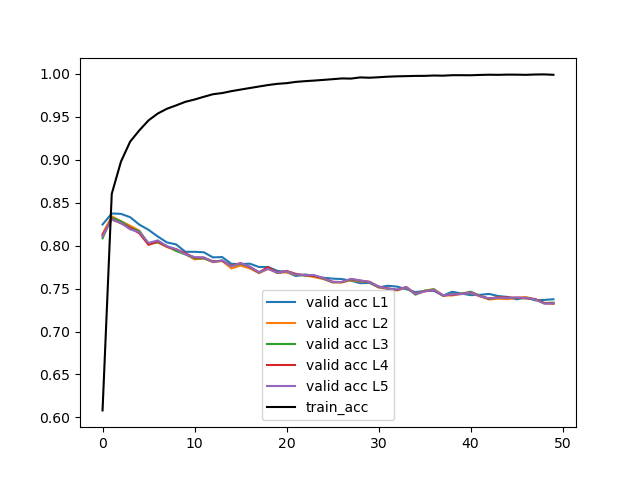 1.00
0.95
0.90
0.85
0.80
0.75
0.70
0.65
0.60
valid acc L1
valid acc L2
valid acc L3
valid acc L4
valid acc L5
train_acc
0 10 20 30 40 50